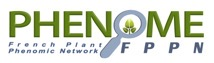 PHENOME
French Plant
Phenomic Network
FPPN